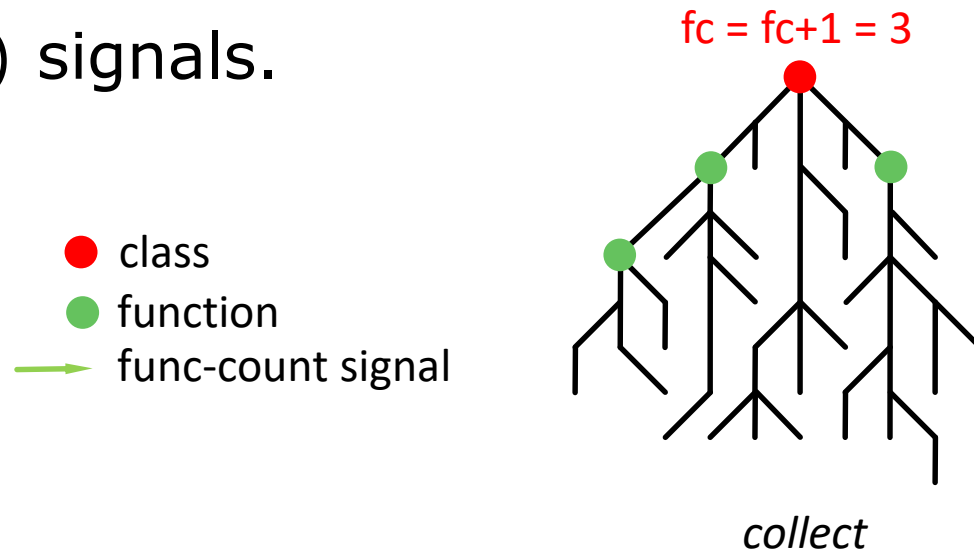 ) signals.
fc = fc+1 = 3
class
function
func-count signal
collect